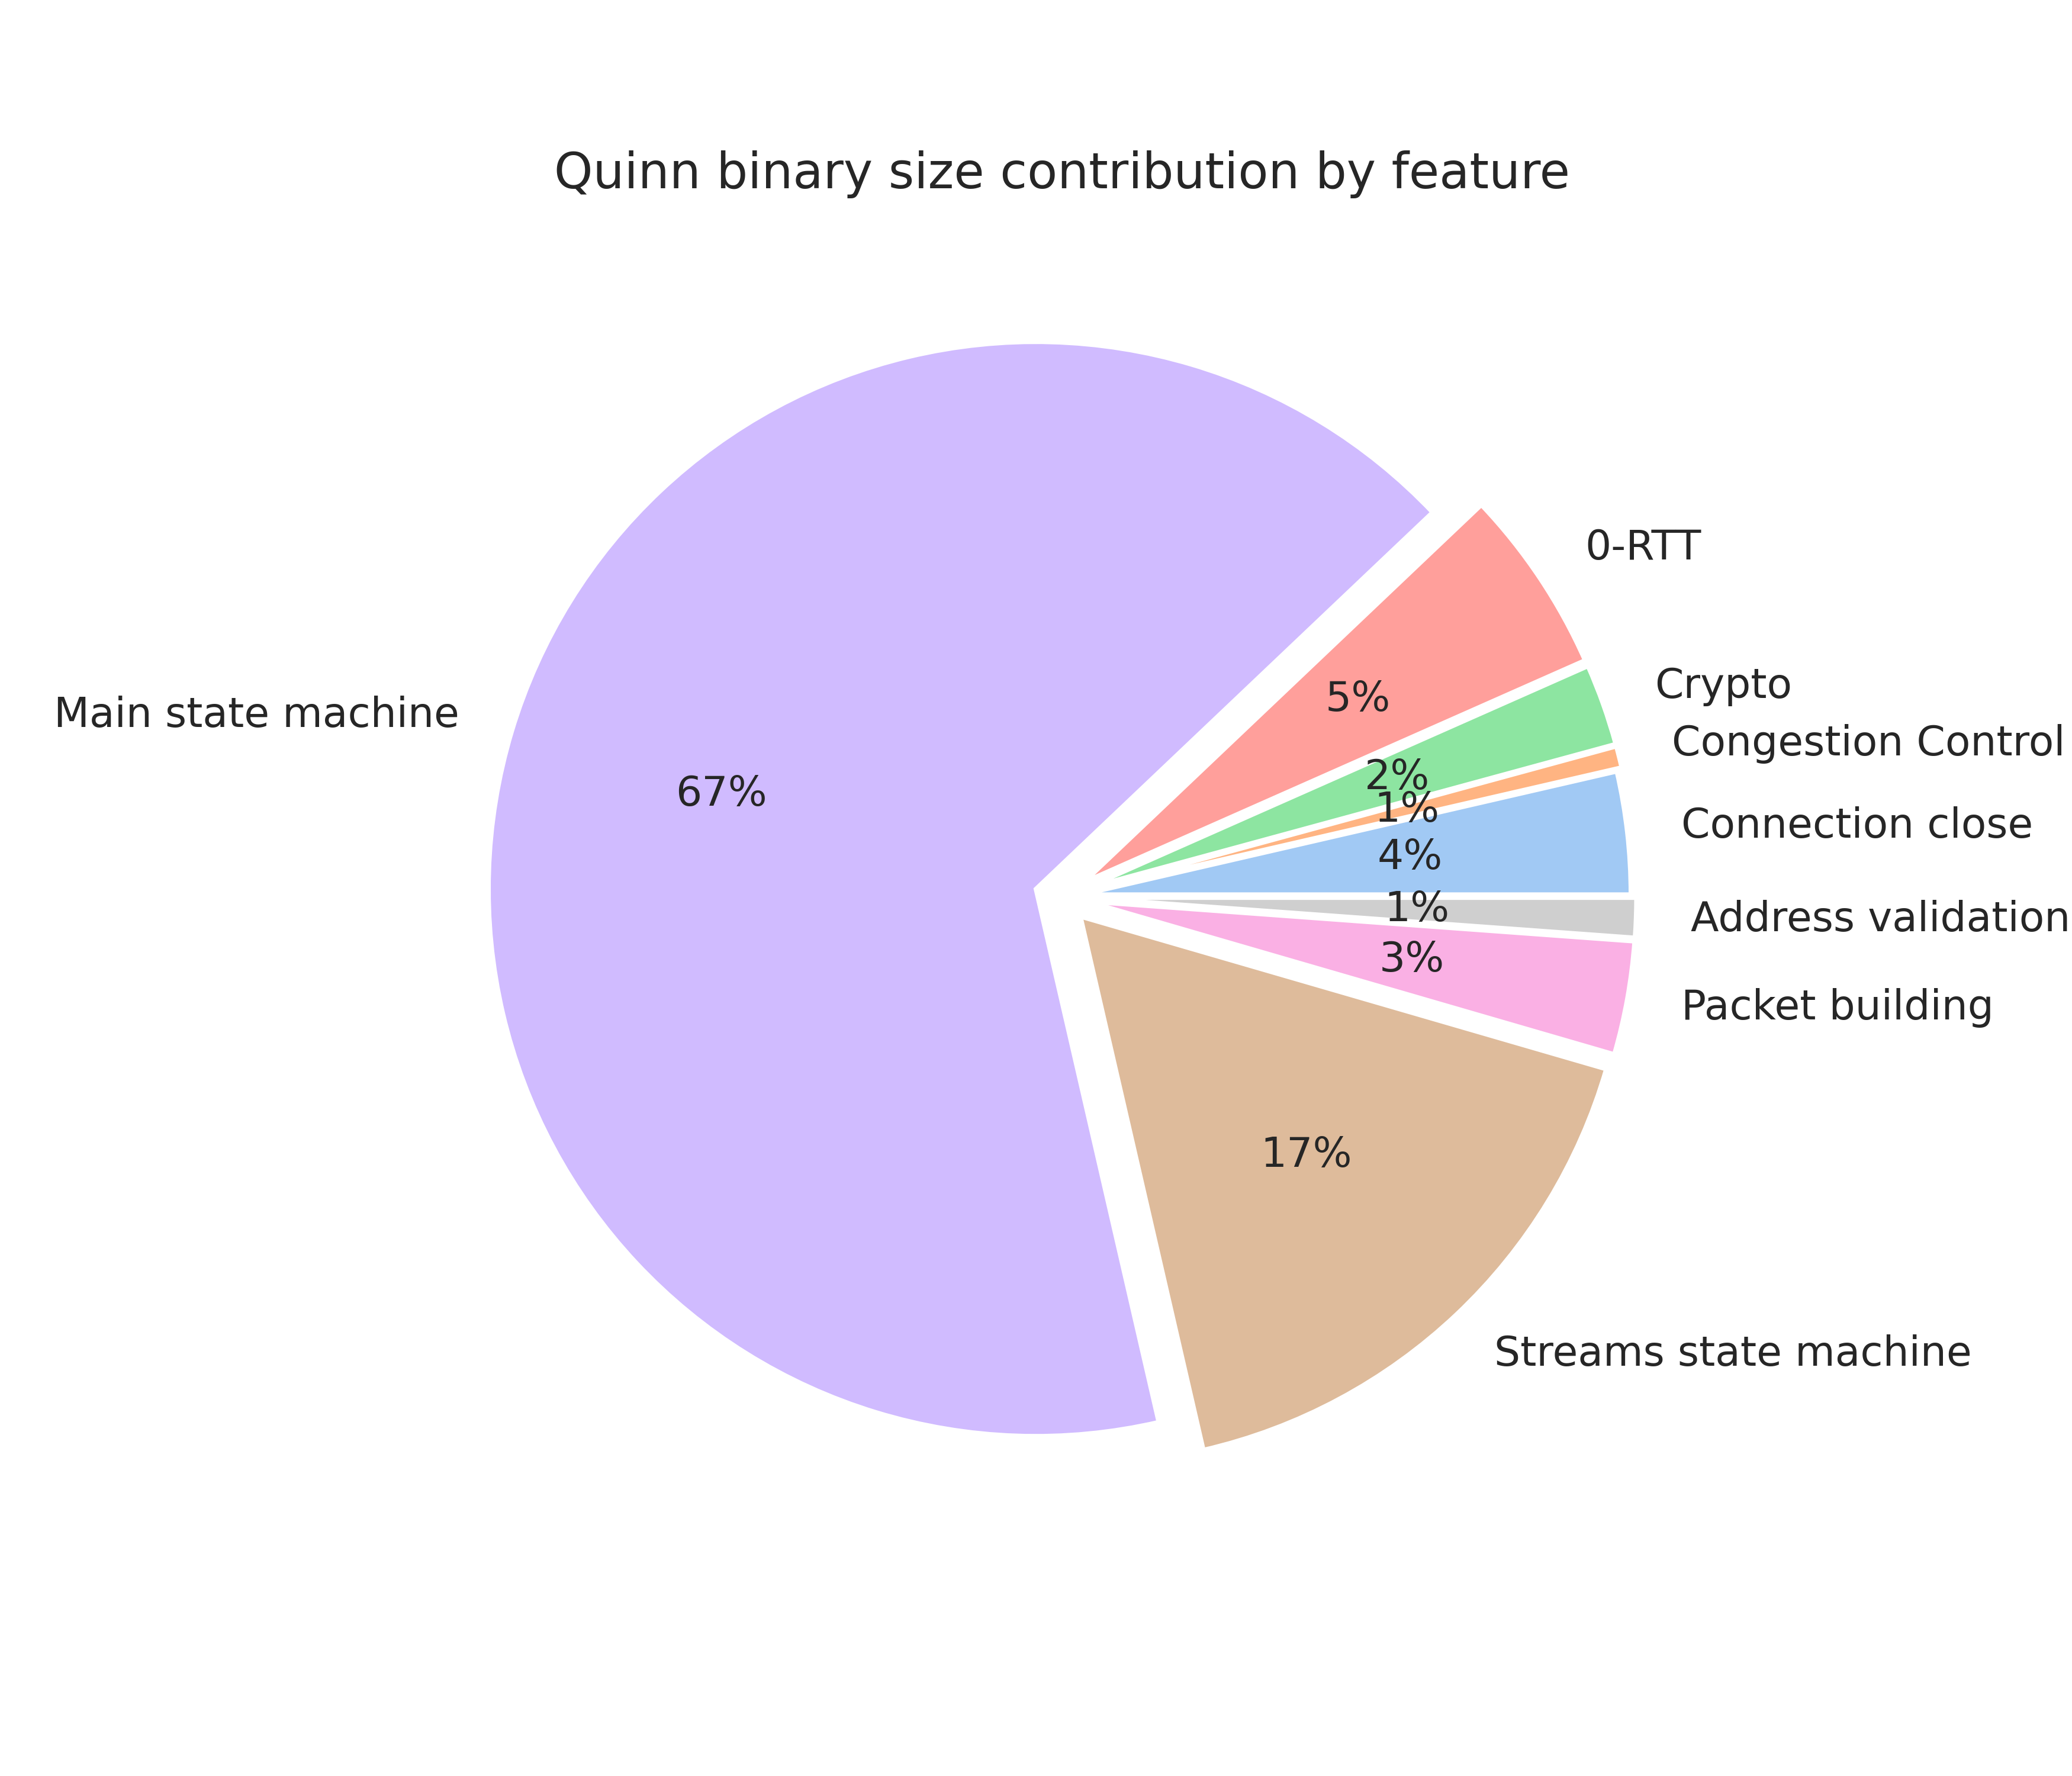 Quinn binary size contribution by feature
0-RTT
5%
Crypto
2%
Congestion Control
1%
Main state machine
67%
Connection close
4%
Address validation
1%
Packet building
3%
17%
Streams state machine